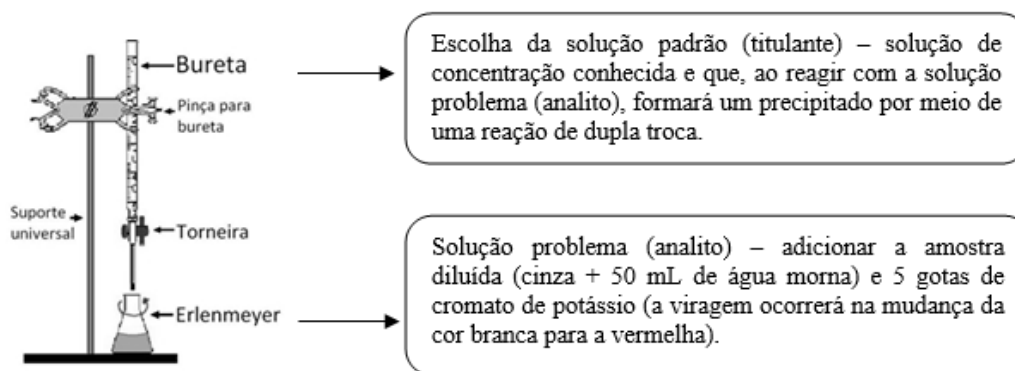 Bureta
Pinça para
bureta
Suporte
universal
Torneira
Erlenmeyer
Escolha da solução padrão (titulante) – solução de
concentração conhecida e que, ao reagir com a solução
problema (analito), formará um precipitado por meio de
uma reação de dupla troca.
Solução problema (analito) – adicionar a amostra
diluída (cinza + 50 mL de água morna) e 5 gotas de
cromato de potássio (a viragem ocorrerá na mudança da
cor branca para a vermelha).